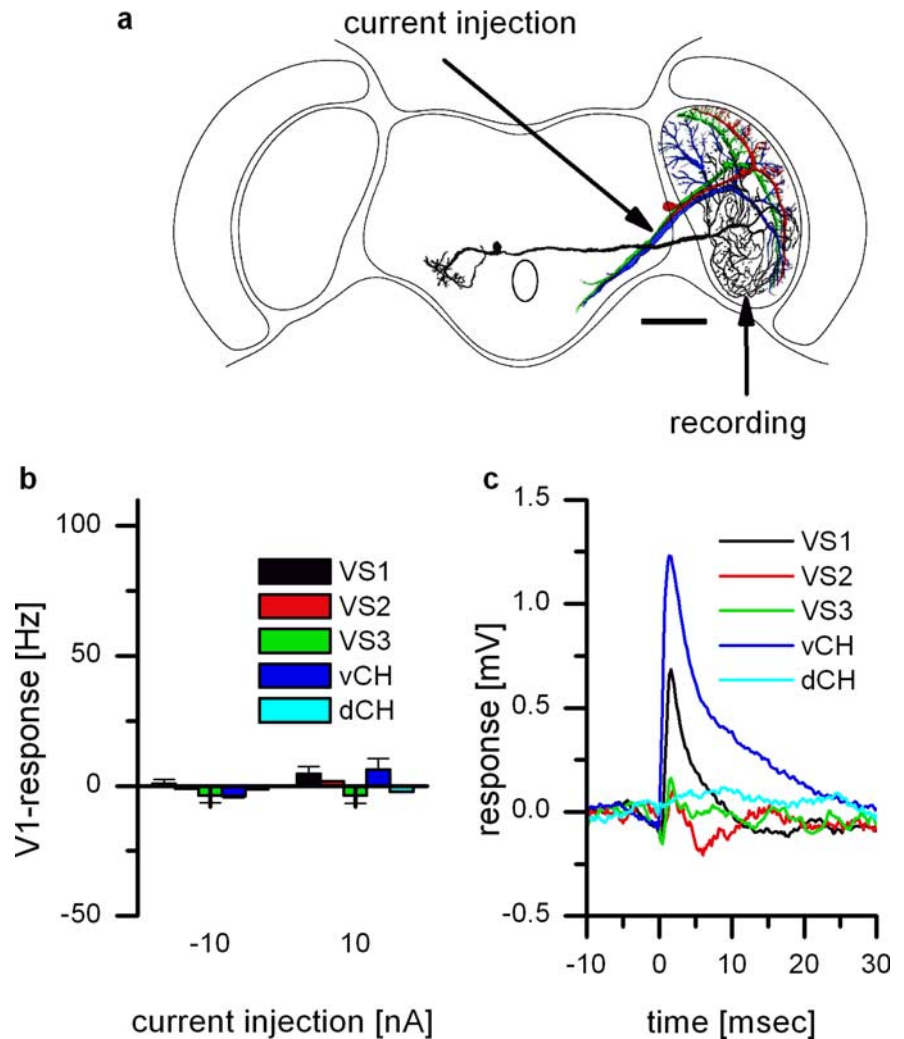 a
current injection
recording
b
V1-response [Hz]
100
50
0
-50
-10
10
current injection [nA]
VS1
VS2
VS3
vCH
dCH
c
response [mV]
1.5
1.0
0.5
0.0
-0.5
-10
0
10
20
30
time [msec]
VS1
VS2
VS3
vCH
dCH